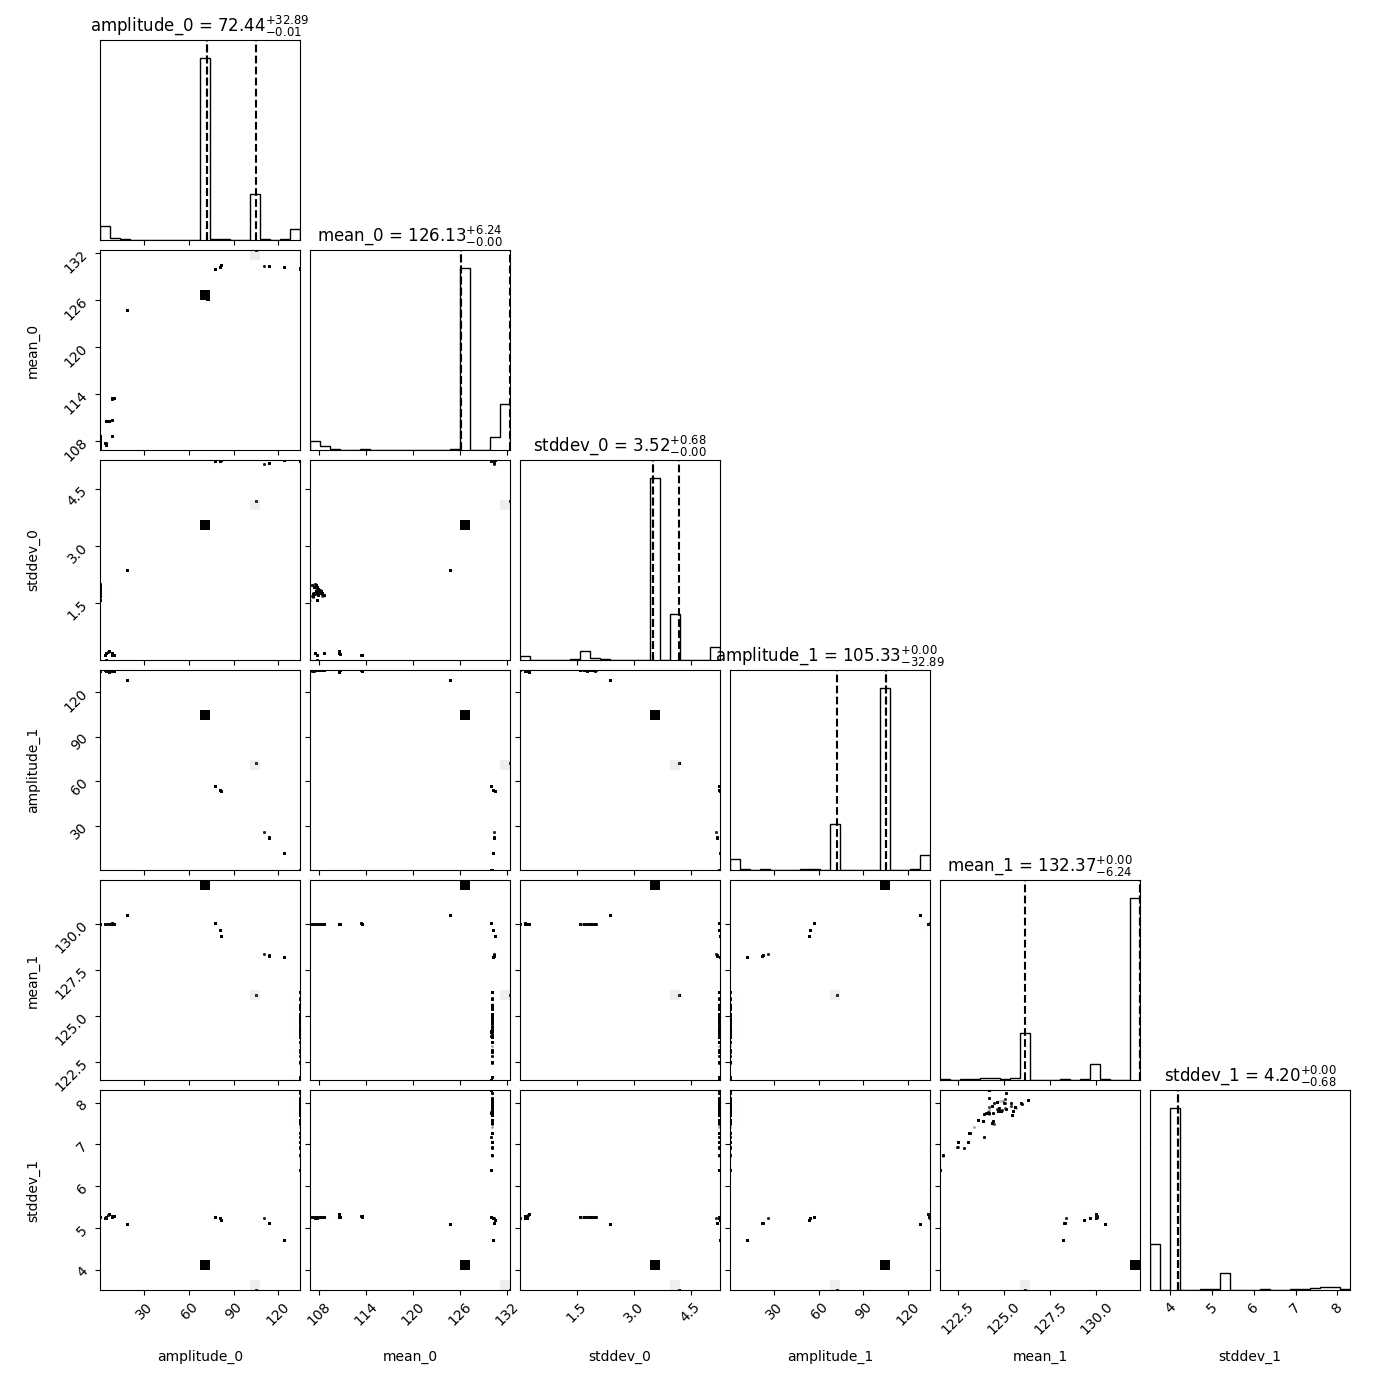 amplitude_0 = 72.44+32.89−0.01
mean_0 = 126.13+6.24−0.00
132
126
120
114
108
mean_0
stddev_0 = 3.52+0.68−0.00
4.5
3.0
1.5
stddev_0
amplitude_1 = 105.33+0.00−32.89
120
90
60
30
amplitude_1
mean_1 = 132.37+0.00−6.24
130.0
127.5
125.0
122.5
mean_1
stddev_1 = 4.20+0.00−0.68
8
7
6
5
4
stddev_1
30 60 90 120 108 114 120 126 132 1.5 3.0 4.5 30 60 90 120 122.5 125.0 127.5 130.0 4 5 6 7 8
amplitude_0 mean_0 stddev_0 amplitude_1 mean_1 stddev_1